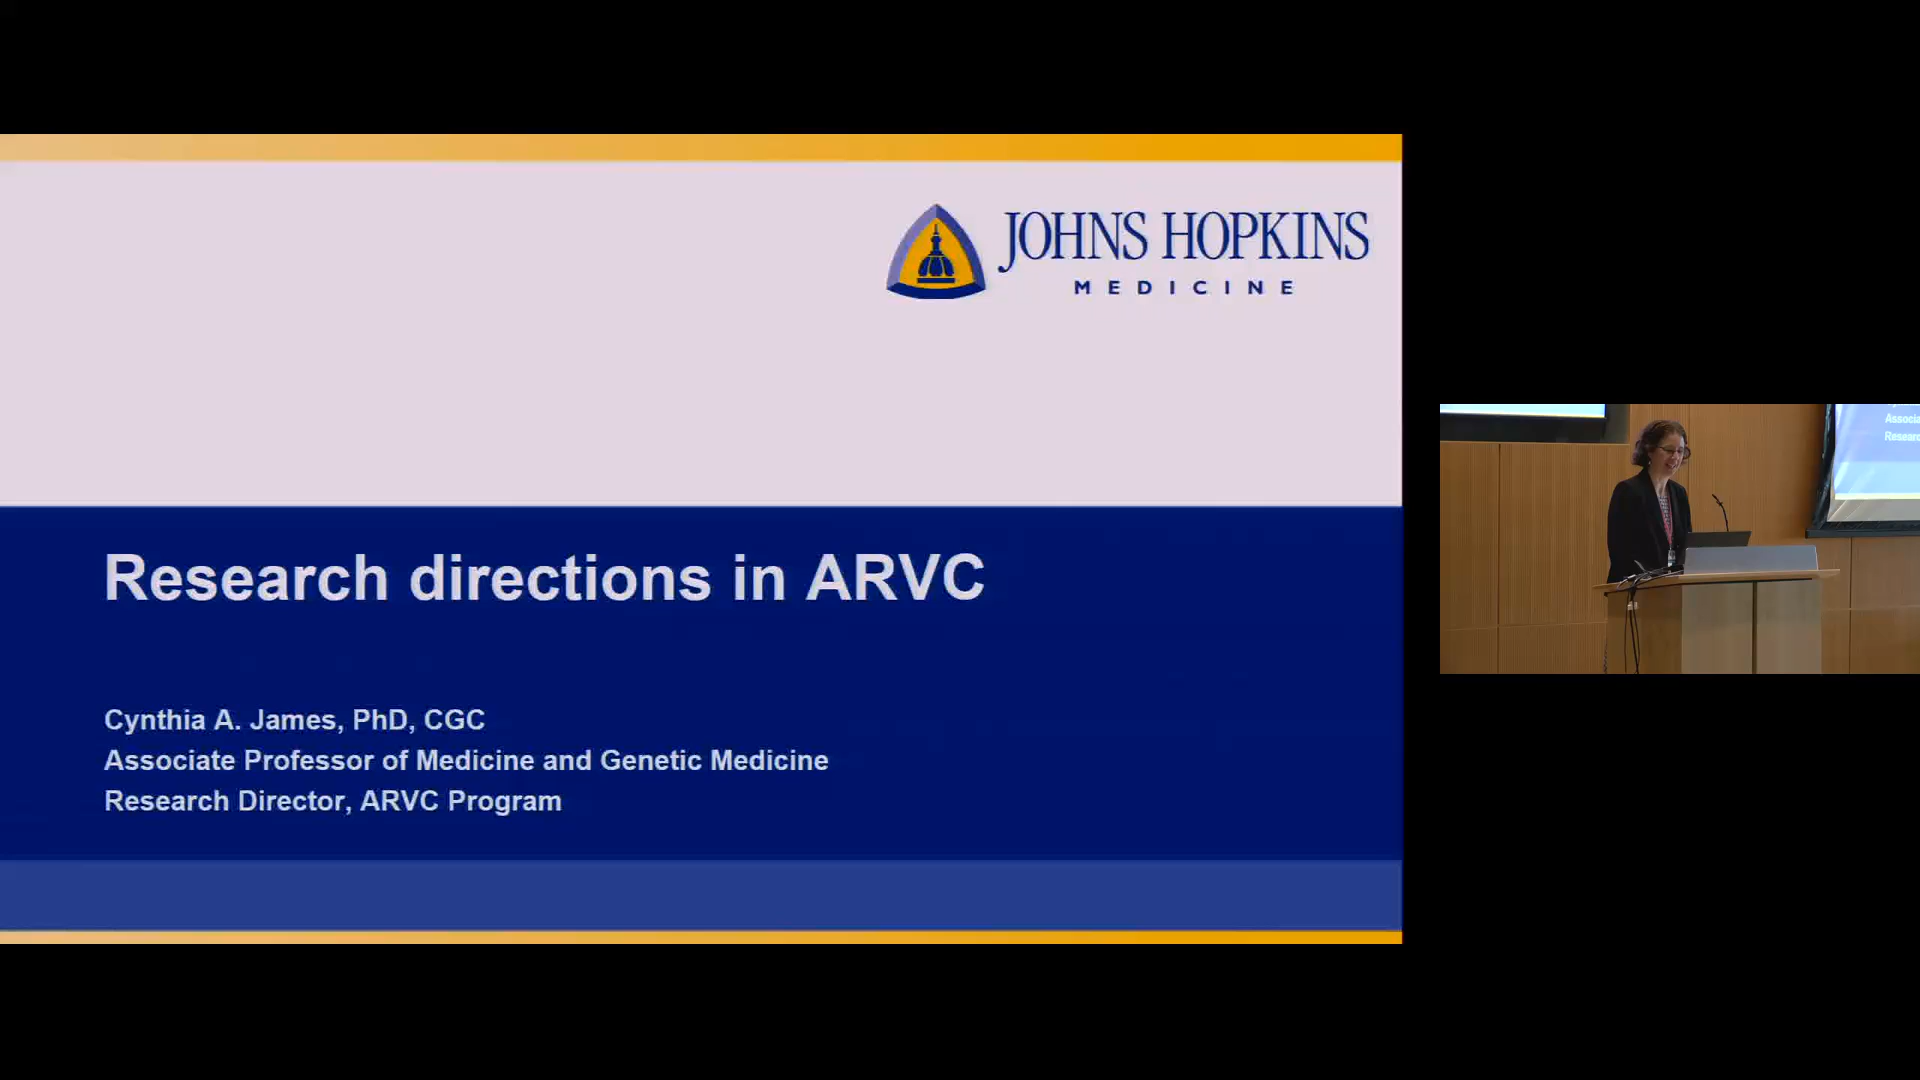 JOHNS HOPKINS
MEDICINE
Research directions in ARVC
Cynthia A. James, PhD, CGC
Associate Professor of Medicine and Genetic Medicine
Research Director, ARVC Program